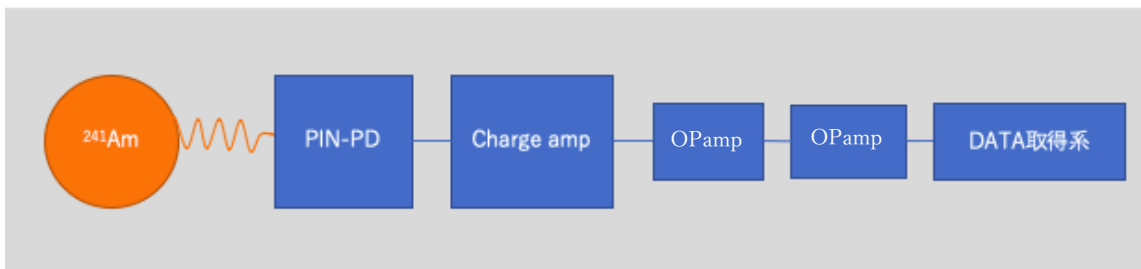 ²⁴¹Am
PIN-PD
Charge amp
OPamp
OPamp
DATA取得系